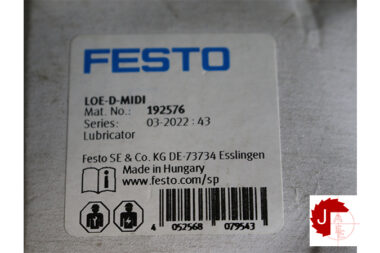 FESTO
LOE-D-MIDI
Mat. No.: 192576
Series: 03-2022 : 43
Lubricator
Festo SE & Co. KG DE-73734 Esslingen
Made in Hungary
www.festo.com/sp
4 052568 079543